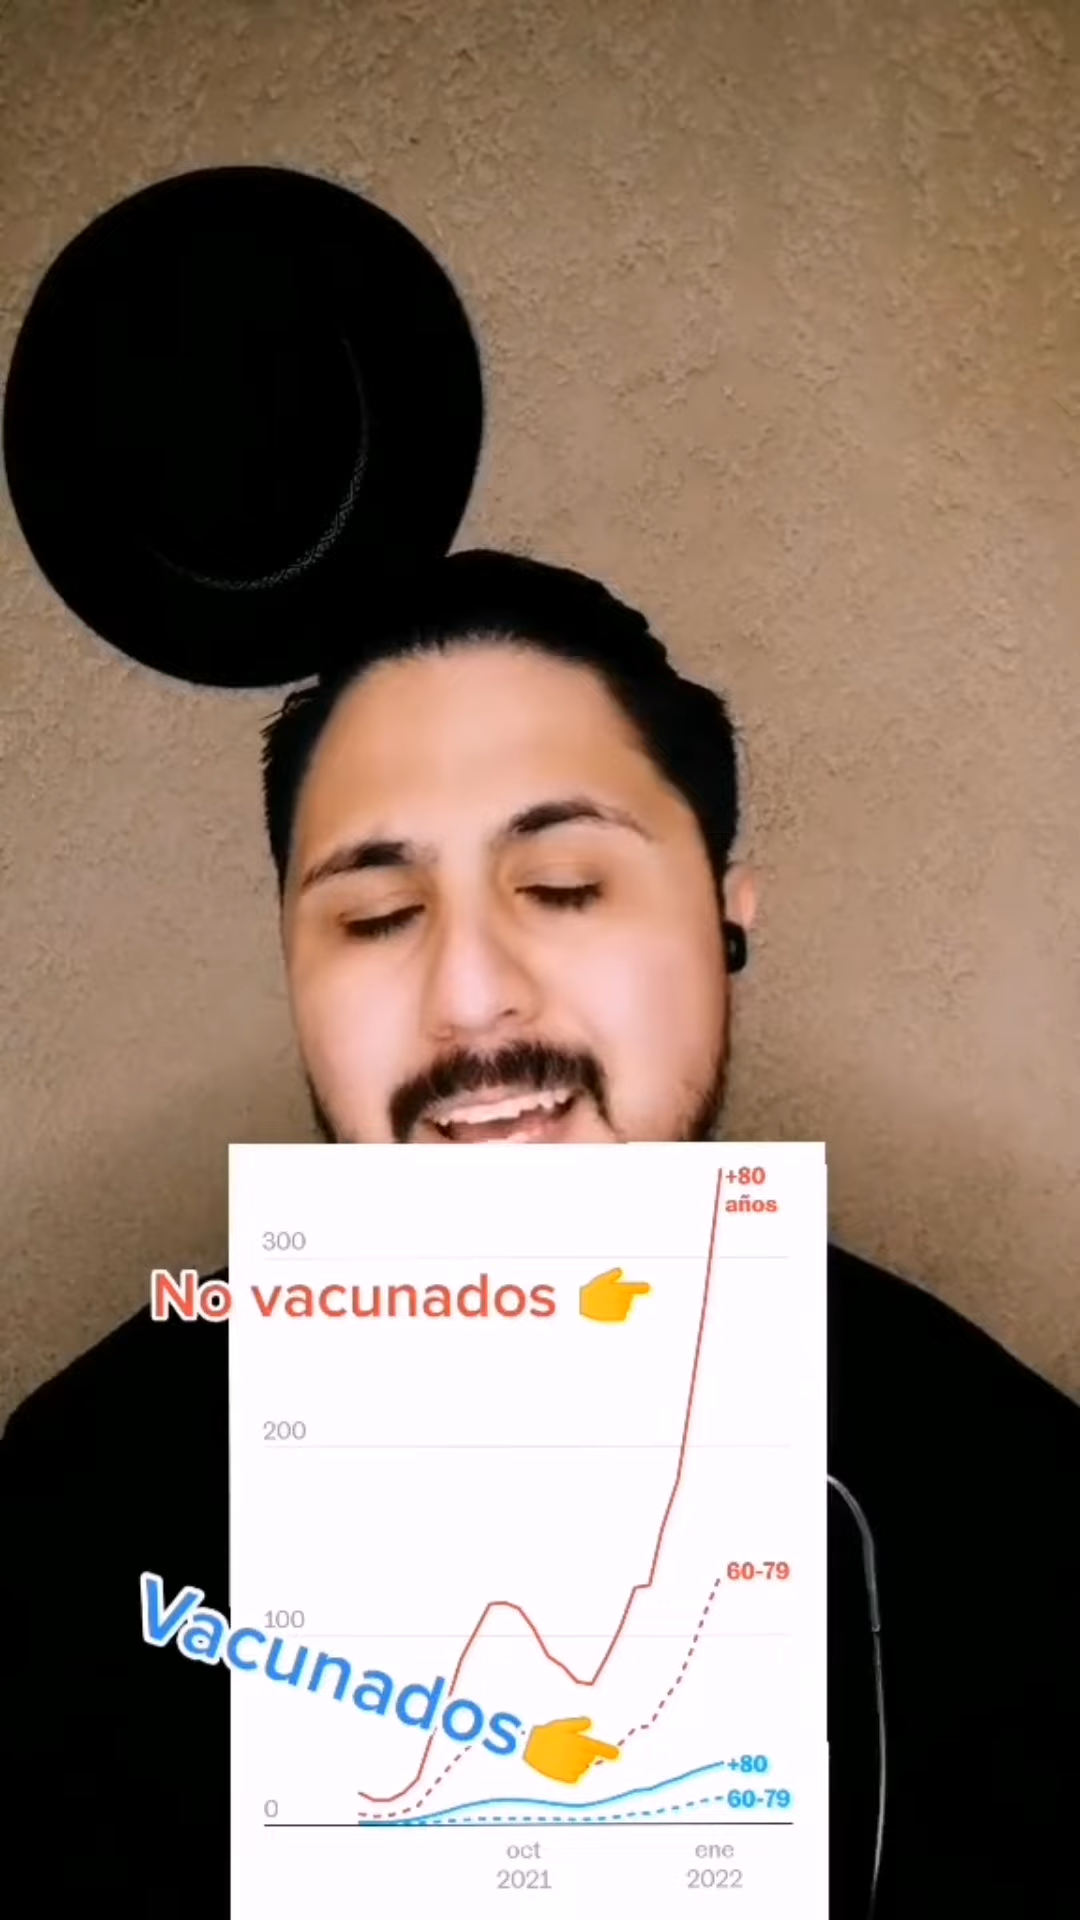 +80
años
300
No vacunados
200
60-79
100
Vacunados
+80
60-79
0
oct
2021
ene
2022